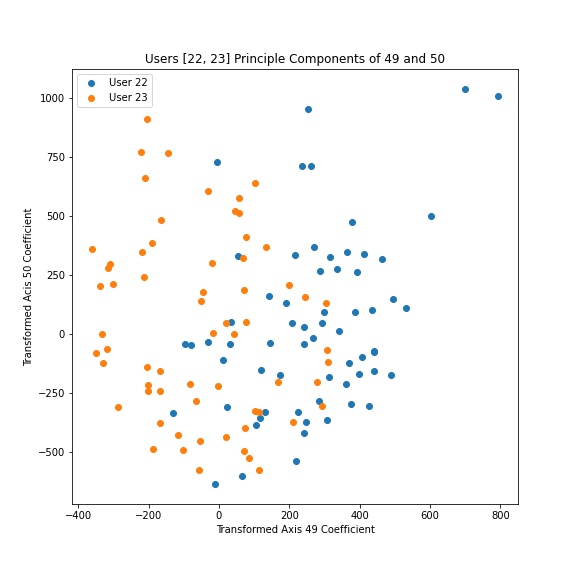 Users [22, 23] Principle Components of 49 and 50
User 22
User 23
1000
750
500
250
0
−250
−500
Transformed Acis 50 Coefficient
−400
−200
0
200
400
600
800
Transformed Axis 49 Coefficient